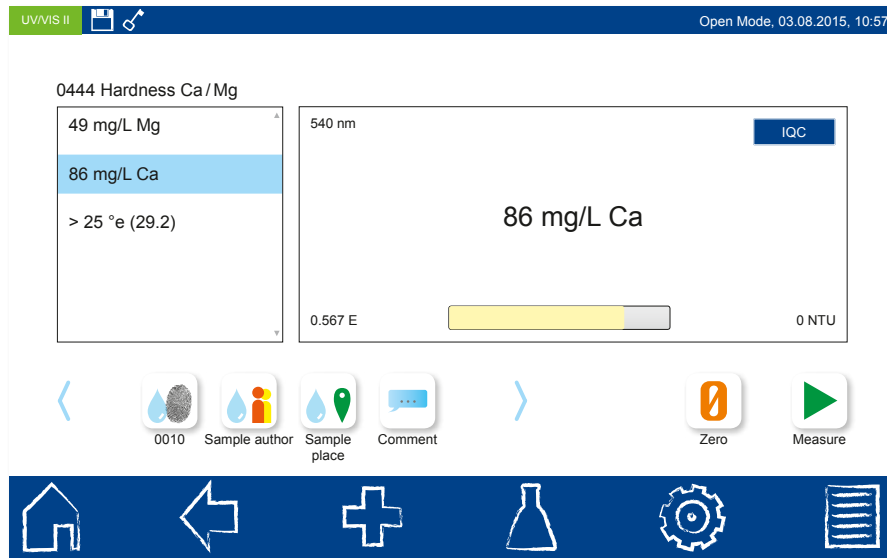 UV/VIS II
Open Mode, 03.08.2015, 10:57
0444 Hardness Ca/Mg
49 mg/L Mg
86 mg/L Ca
> 25 °e (29.2)
540 nm
IQC
86 mg/L Ca
0.567 E
0 NTU
0010
Sample author
Sample
place
Comment
0
Zero
Measure